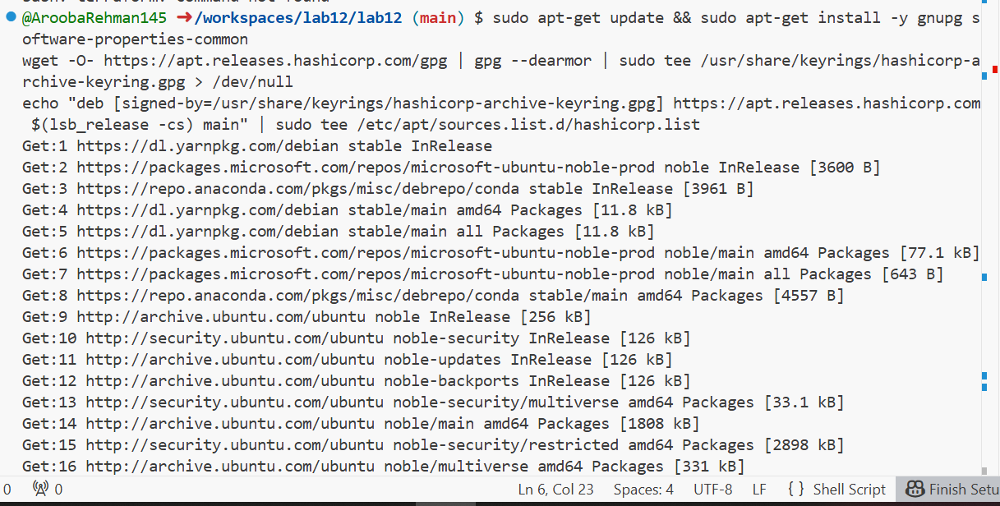 @AroobaRehman145 ➜/workspaces/lab12/lab12 (main) $ sudo apt-get update && sudo apt-get install -y gnupg s
oftware-properties-common
wget -O- https://apt.releases.hashicorp.com/gpg | gpg --dearmor | sudo tee /usr/share/keyrings/hashicorp-a
rchive-keyring.gpg > /dev/null
echo "deb [signed-by=/usr/share/keyrings/hashicorp-archive-keyring.gpg] https://apt.releases.hashicorp.com
 $(lsb_release -cs) main" | sudo tee /etc/apt/sources.list.d/hashicorp.list
Get:1 https://dl.yarnpkg.com/debian stable InRelease
Get:2 https://packages.microsoft.com/repos/microsoft-ubuntu-noble-prod noble InRelease [3600 B]
Get:3 https://repo.anaconda.com/pkgs/misc/debrepo/conda stable InRelease [3961 B]
Get:4 https://dl.yarnpkg.com/debian stable/main amd64 Packages [11.8 kB]
Get:5 https://dl.yarnpkg.com/debian stable/main all Packages [11.8 kB]
Get:6 https://packages.microsoft.com/repos/microsoft-ubuntu-noble-prod noble/main amd64 Packages [77.1 kB]
Get:7 https://packages.microsoft.com/repos/microsoft-ubuntu-noble-prod noble/main all Packages [643 B]
Get:8 https://repo.anaconda.com/pkgs/misc/debrepo/conda stable/main amd64 Packages [4557 B]
Get:9 http://archive.ubuntu.com/ubuntu noble InRelease [256 kB]
Get:10 http://security.ubuntu.com/ubuntu noble-security InRelease [126 kB]
Get:11 http://archive.ubuntu.com/ubuntu noble-updates InRelease [126 kB]
Get:12 http://archive.ubuntu.com/ubuntu noble-backports InRelease [126 kB]
Get:13 http://security.ubuntu.com/ubuntu noble-security/multiverse amd64 Packages [33.1 kB]
Get:14 http://archive.ubuntu.com/ubuntu noble/main amd64 Packages [1808 kB]
Get:15 http://security.ubuntu.com/ubuntu noble-security/restricted amd64 Packages [2898 kB]
Get:16 http://archive.ubuntu.com/ubuntu noble/multiverse amd64 Packages [331 kB]
0 0 Ln 6, Col 23 Spaces: 4 UTF-8 LF { } Shell Script Finish Setu